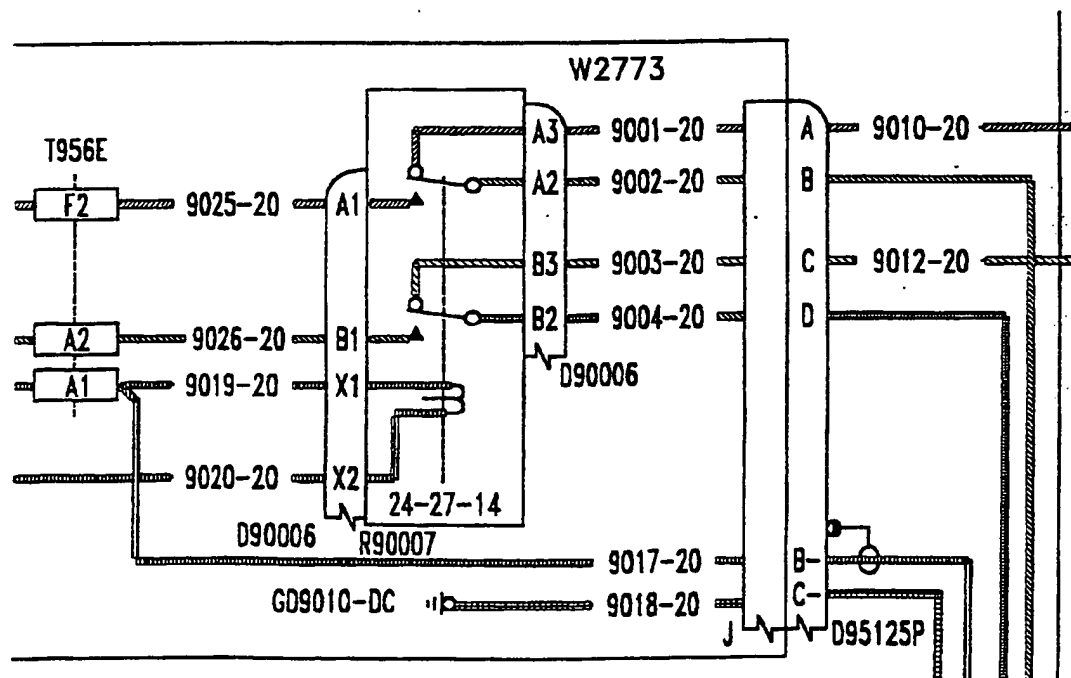 W2773
A3 9001-20 A 9010-20
T956E
A2 9002-20 B
F2 9025-20 A1
B3 9003-20 C 9012-20
B2 9004-20 D
A2 9026-20 B1
D90006
A1 9019-20 X1
9020-20 X2
24-27-14
D90006 R90007
9017-20 B-
GD9010-DC 9018-20 C-
J D95125P